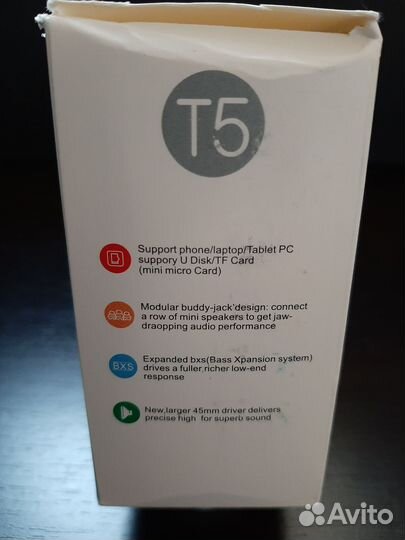 T5
Support phone/laptop/Tablet PC
suppory U Disk/TF Card
(mini micro Card)
Modular buddy-jack'design: connect
a row of mini speakers to get jaw-
draopping audio performance
BXS
Expanded bxs(Bass Xpansion system)
drives a fuller,richer low-end
response
New,larger 45mm driver delivers
precise high for superb sound
Avito